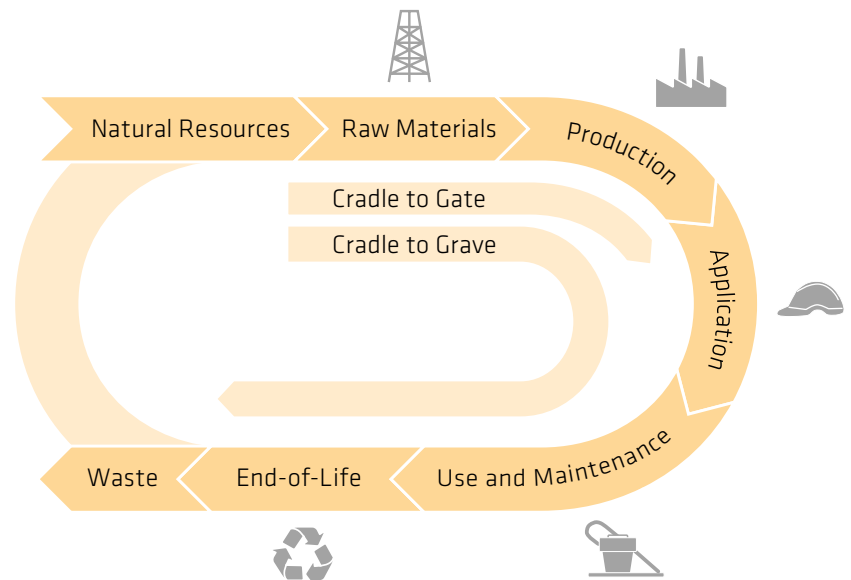 Natural Resources
Raw Materials
Production
Cradle to Gate
Cradle to Grave
Application
Use and Maintenance
End-of-Life
Waste